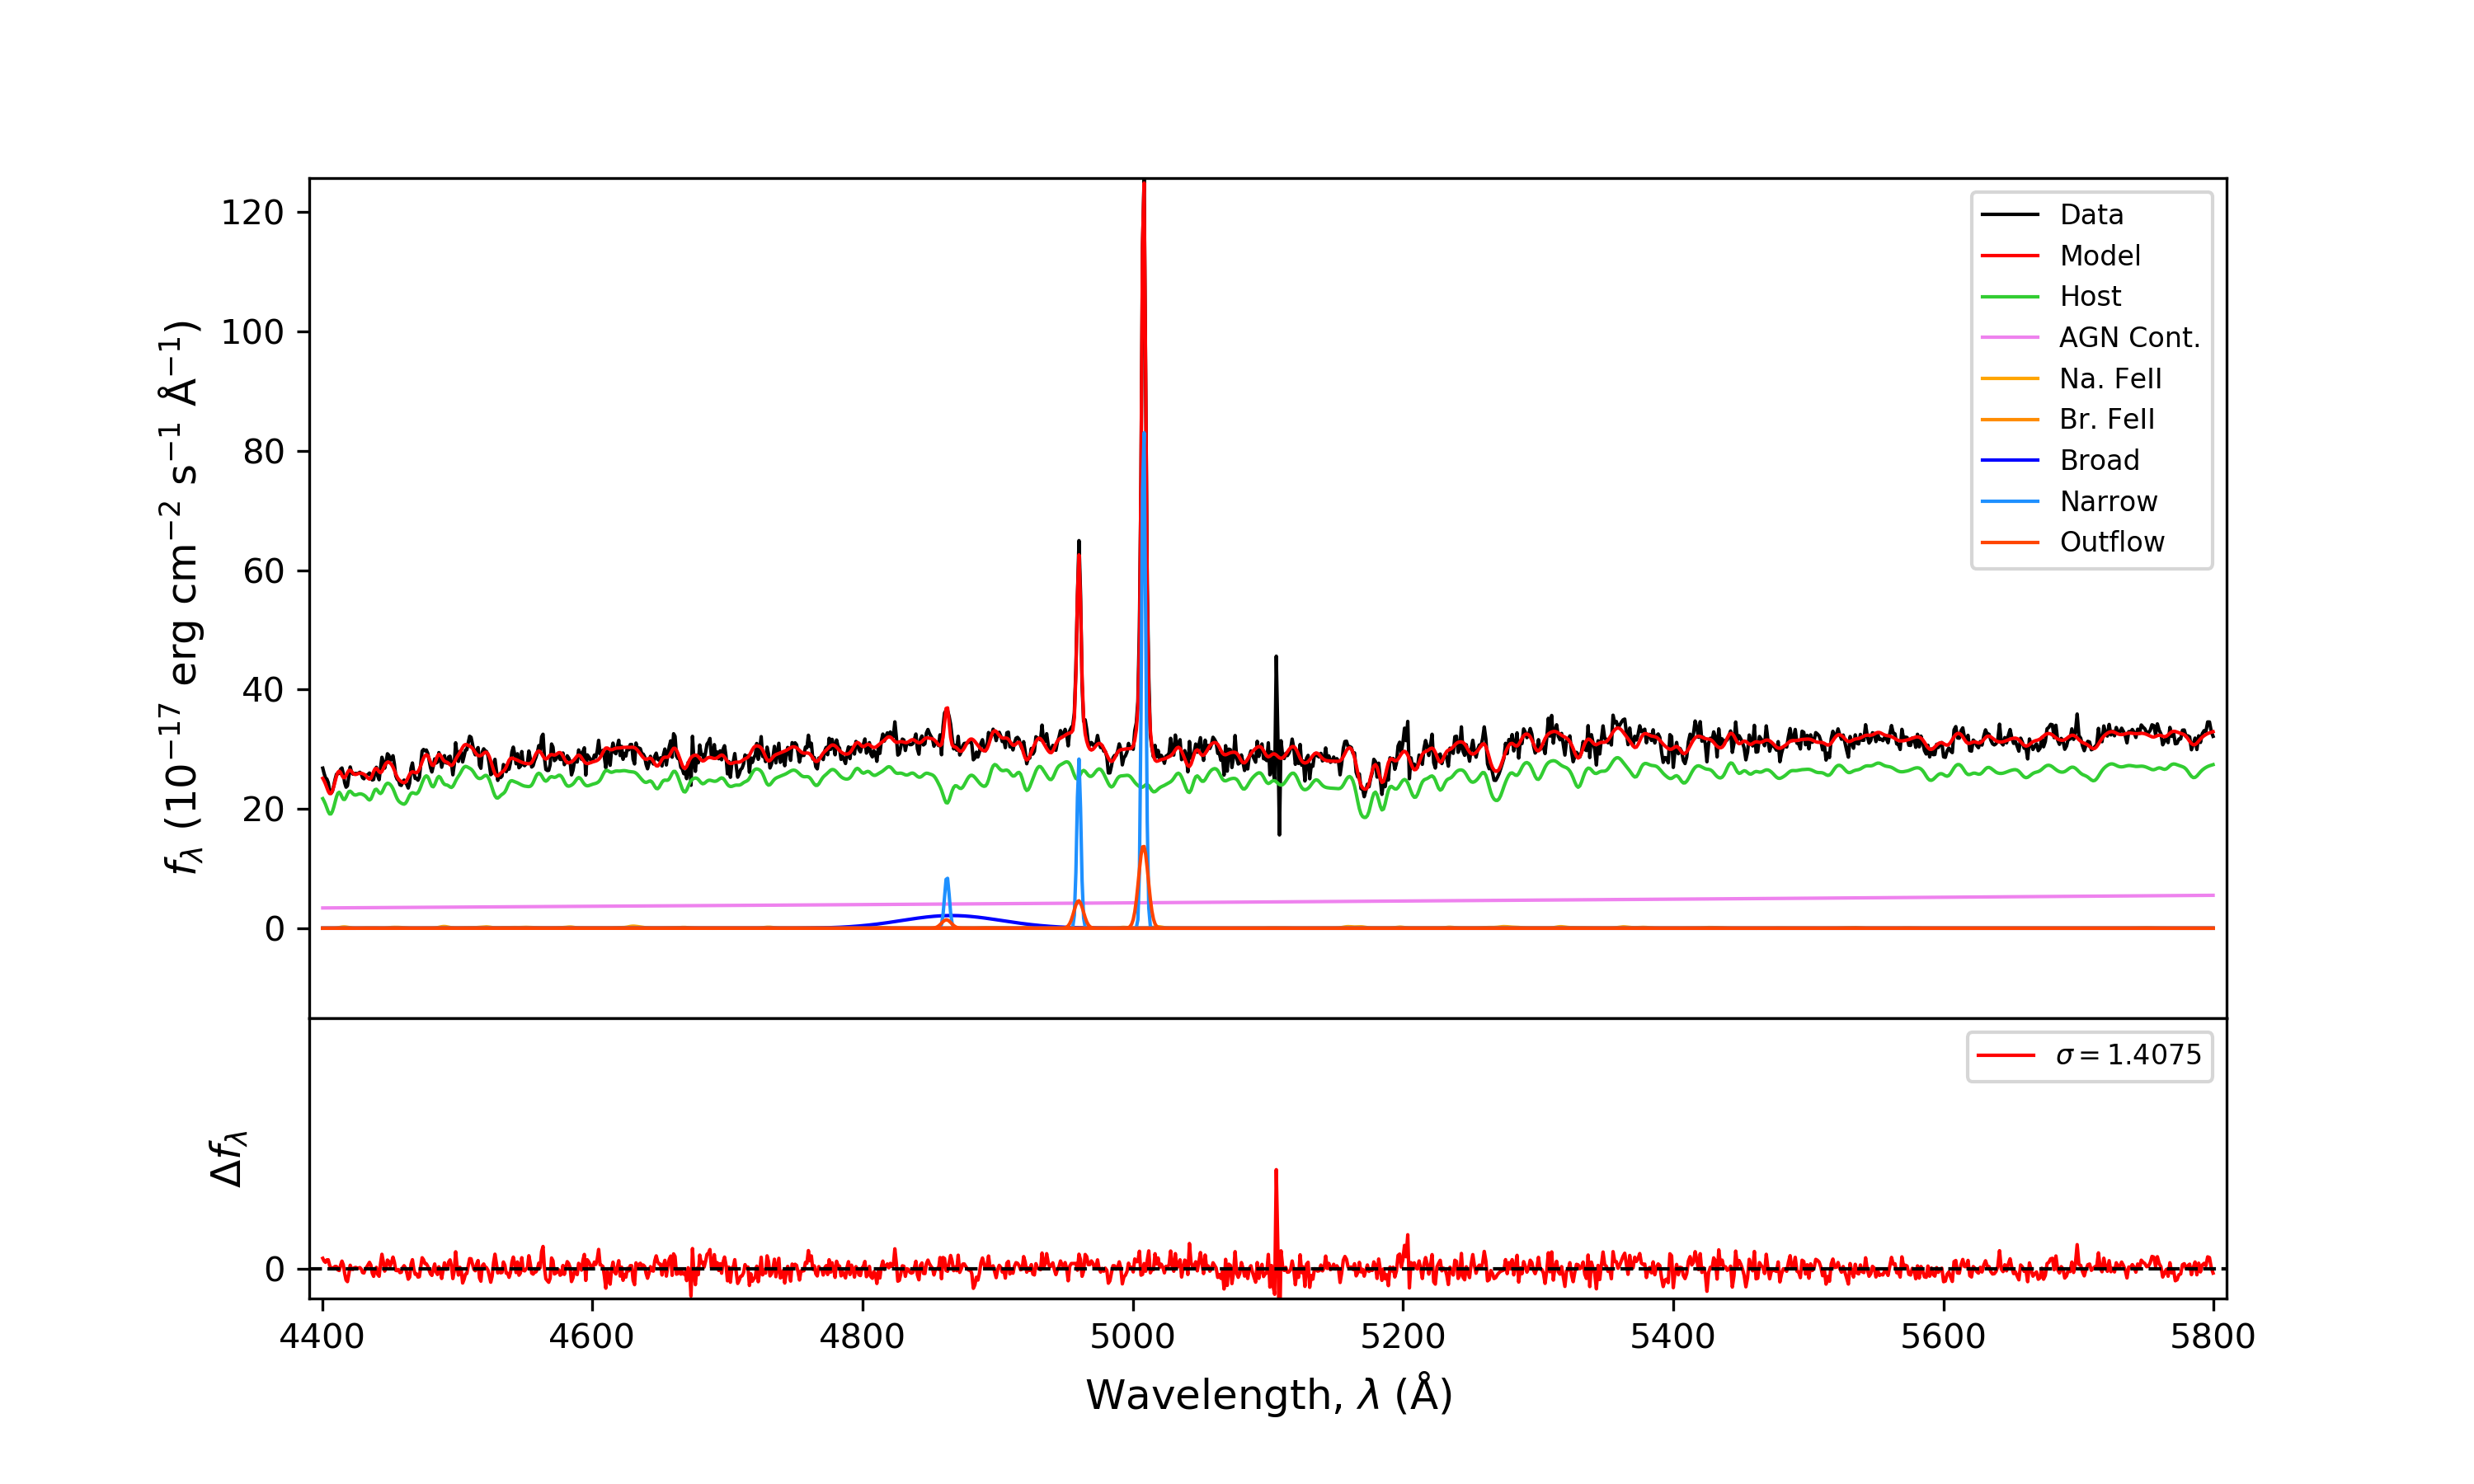 120
100
80
60
40
20
0
f_λ (10⁻¹⁷ erg cm⁻² s⁻¹ Å⁻¹)
Data
Model
Host
AGN Cont.
Na. FeII
Br. FeII
Broad
Narrow
Outflow
σ = 1.4075
Δf_λ
0
4400 4600 4800 5000 5200 5400 5600 5800
Wavelength, λ (Å)